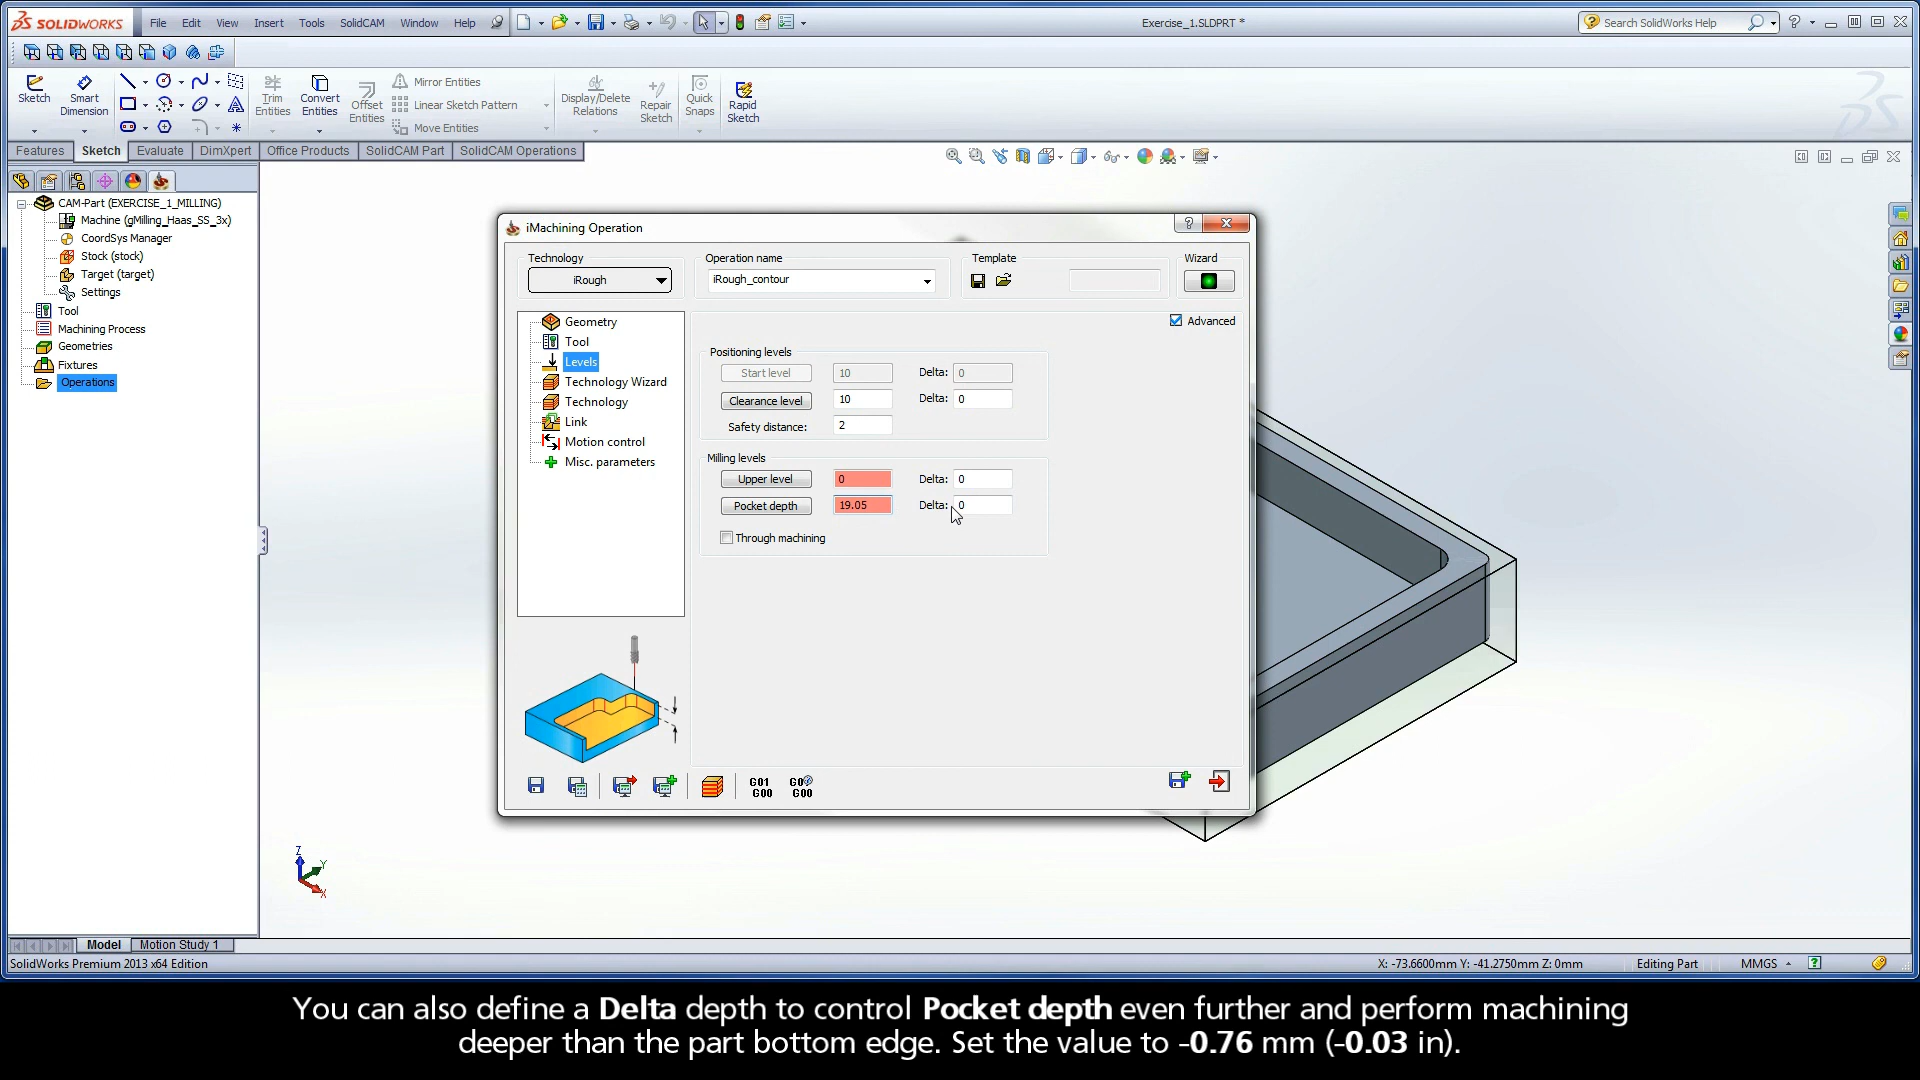 SOLIDWORKS File Edit View Insert Tools SolidCAM Window Help Exercise_1.SLDPRT * Search SolidWorks Help
Sketch Smart Dimension Trim Entities Convert Entities Offset Entities Mirror Entities Linear Sketch Pattern Move Entities Display/Delete Relations Repair Sketch Quick Snaps Rapid Sketch
Features Sketch Evaluate DimXpert Office Products SolidCAM Part SolidCAM Operations
CAM-Part (EXERCISE_1_MILLING)
Machine (gMilling_Haas_SS_3x)
CoordSys Manager
Stock (stock)
Target (target)
Settings
Tool
Machining Process
Geometries
Fixtures
Operations
iMachining Operation
Technology Operation name Template Wizard
iRough iRough_contour
Geometry
Tool
Levels
Technology Wizard
Technology
Link
Motion control
Misc. parameters
Advanced
Positioning levels
Start level 10 Delta: 0
Clearance level 10 Delta: 0
Safety distance: 2
Milling levels
Upper level 0 Delta: 0
Pocket depth 19.05 Delta: 0
Through machining
G01 G00
G00
Z Y X
Model Motion Study 1
SolidWorks Premium 2013 x64 Edition X: -73.6600mm Y: -41.2750mm Z: 0mm Editing Part MMGS
You can also define a Delta depth to control Pocket depth even further and perform machining
deeper than the part bottom edge. Set the value to -0.76 mm (-0.03 in).